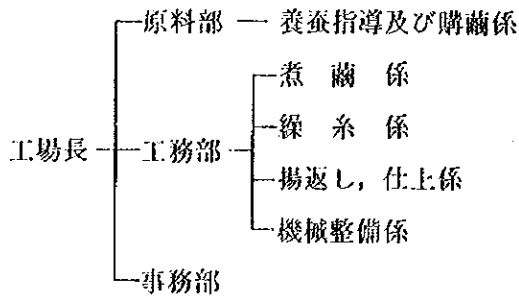 原料部 養蚕指導及び購繭係
煮繭係
繰糸係
工場長 工務部
揚返し，仕上係
機械整備係
事務部